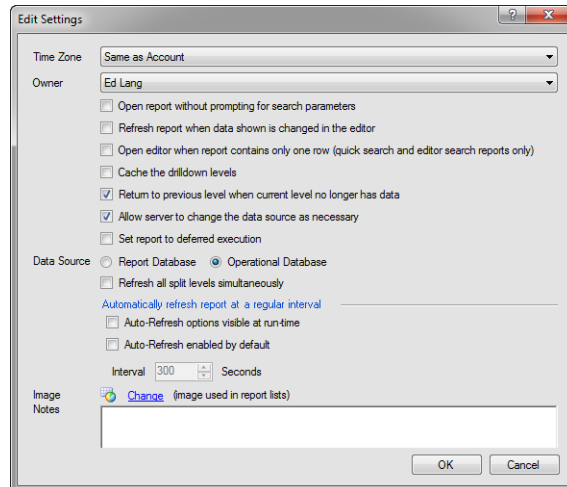 Edit Settings
?
Time Zone Same as Account
Owner Ed Lang
Open report without prompting for search parameters
Refresh report when data shown is changed in the editor
Open editor when report contains only one row (quick search and editor search reports only)
Cache the drilldown levels
Return to previous level when current level no longer has data
Allow server to change the data source as necessary
Set report to deferred execution
Data Source Report Database Operational Database
Refresh all split levels simultaneously
Automatically refresh report at a regular interval
Auto-Refresh options visible at run-time
Auto-Refresh enabled by default
Interval 300 Seconds
Image Change (image used in report lists)
Notes
OK Cancel